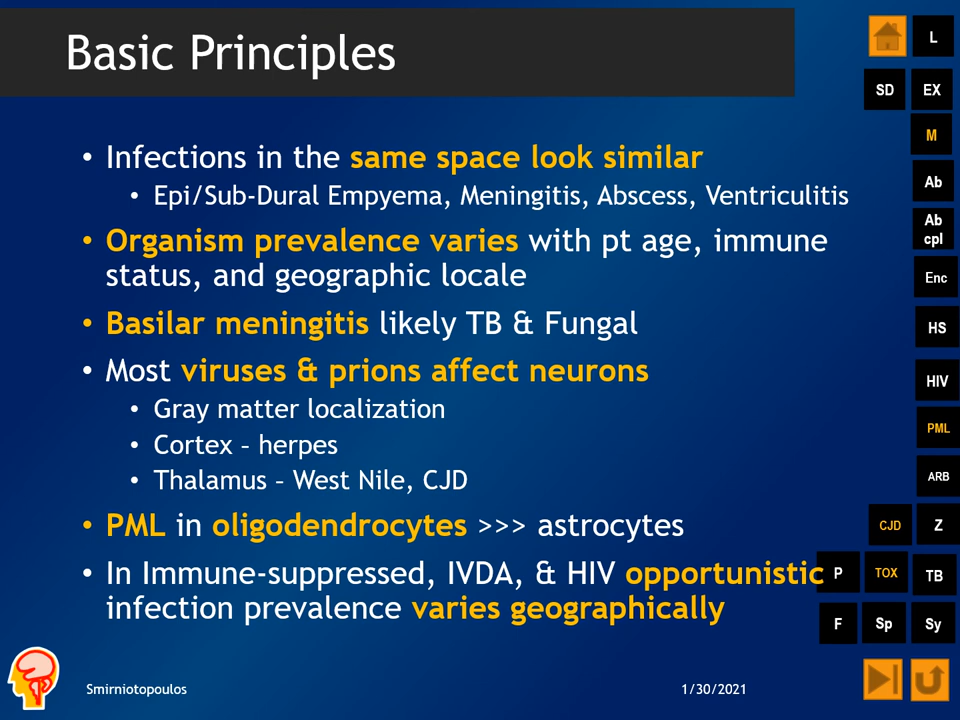 Basic Principles
• Infections in the same space look similar
• Epi/Sub-Dural Empyema, Meningitis, Abscess, Ventriculitis
• Organism prevalence varies with pt age, immune
status, and geographic locale
• Basilar meningitis likely TB & Fungal
• Most viruses & prions affect neurons
• Gray matter localization
• Cortex – herpes
• Thalamus – West Nile, CJD
• PML in oligodendrocytes >>> astrocytes
• In Immune-suppressed, IVDA, & HIV opportunistic
infection prevalence varies geographically
L
SD EX
M
Ab
Ab
cpl
Enc
HS
HIV
PML
ARB
CJD Z
P TOX TB
F Sp Sy
Smirniotopoulos
1/30/2021